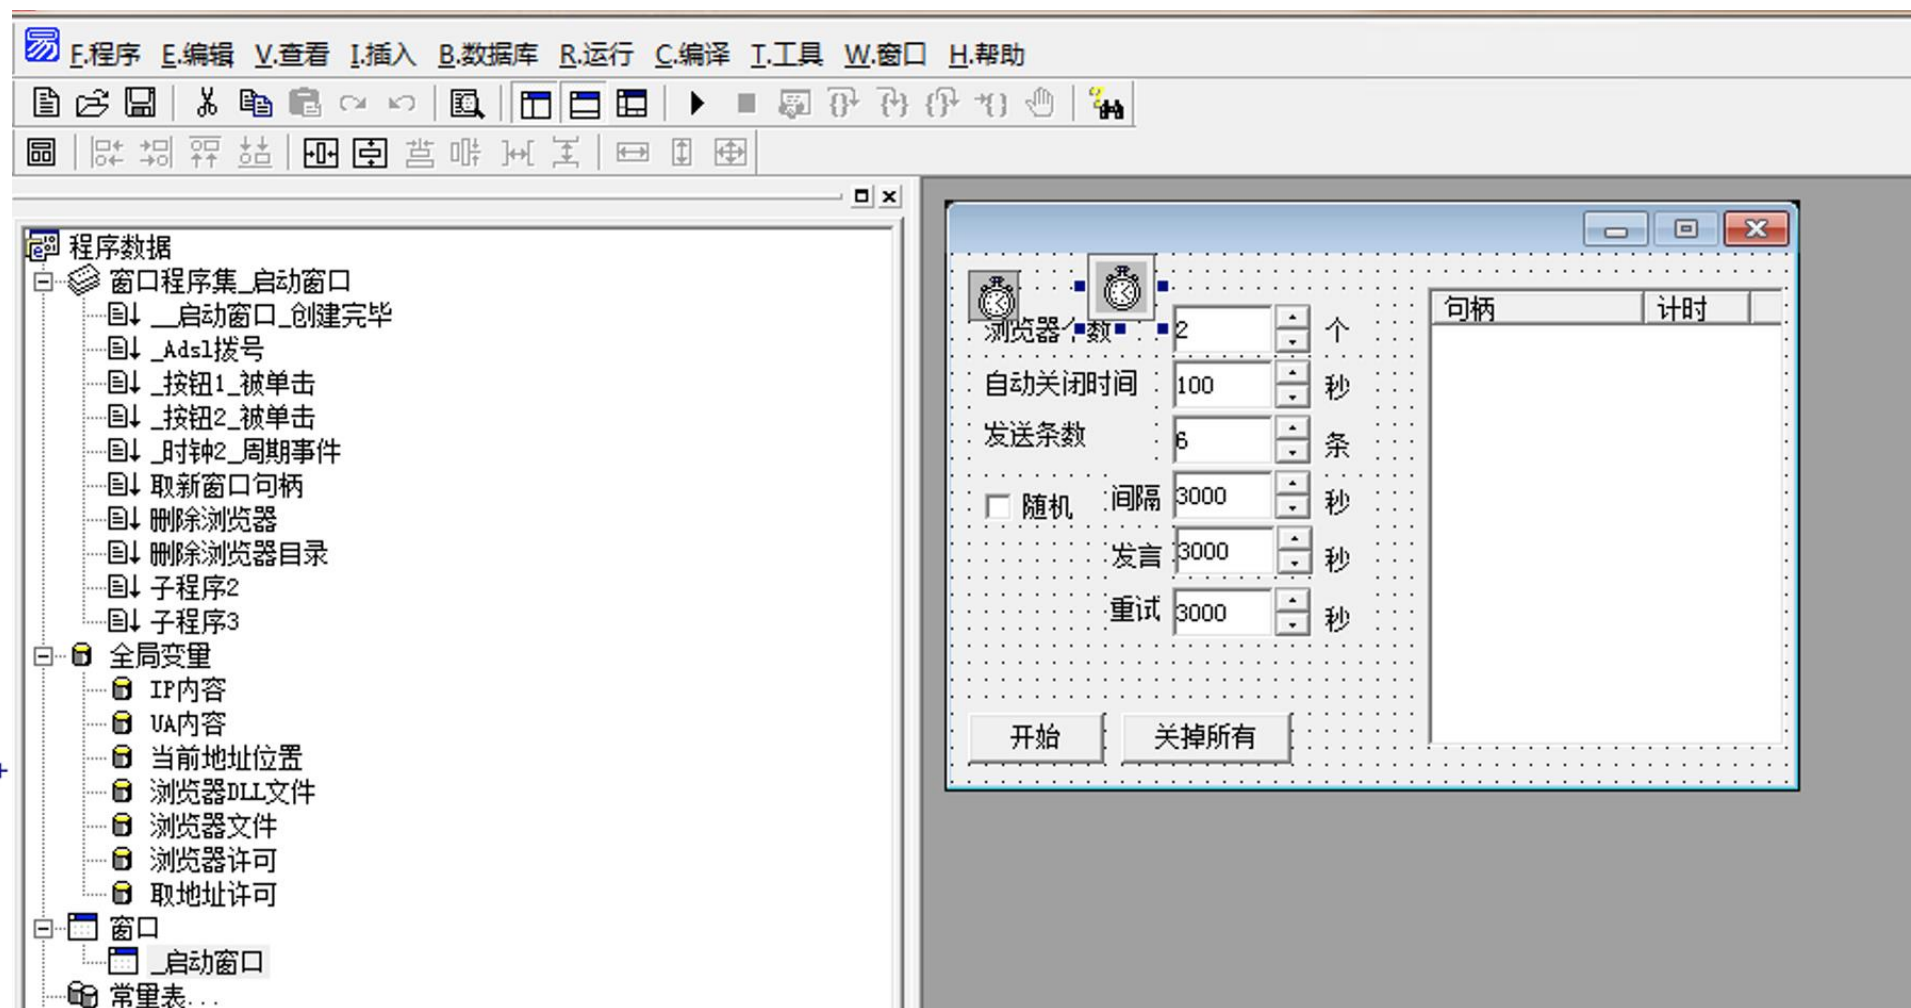 F.程序 E.编辑 V.查看 I.插入 B.数据库 R.运行 C.编译 T.工具 W.窗口 H.帮助
程序数据
窗口程序集_启动窗口
__启动窗口_创建完毕
_Adsl拨号
_按钮1_被单击
_按钮2_被单击
_时钟2_周期事件
取新窗口句柄
删除浏览器
删除浏览器目录
子程序2
子程序3
全局变量
IP内容
UA内容
当前地址位置
浏览器DLL文件
浏览器文件
浏览器许可
取地址许可
窗口
_启动窗口
常量表...
浏览器个数 2 个
自动关闭时间 100 秒
发送条数 6 条
随机 间隔 3000 秒
发言 3000 秒
重试 3000 秒
开始 关掉所有
句柄 计时